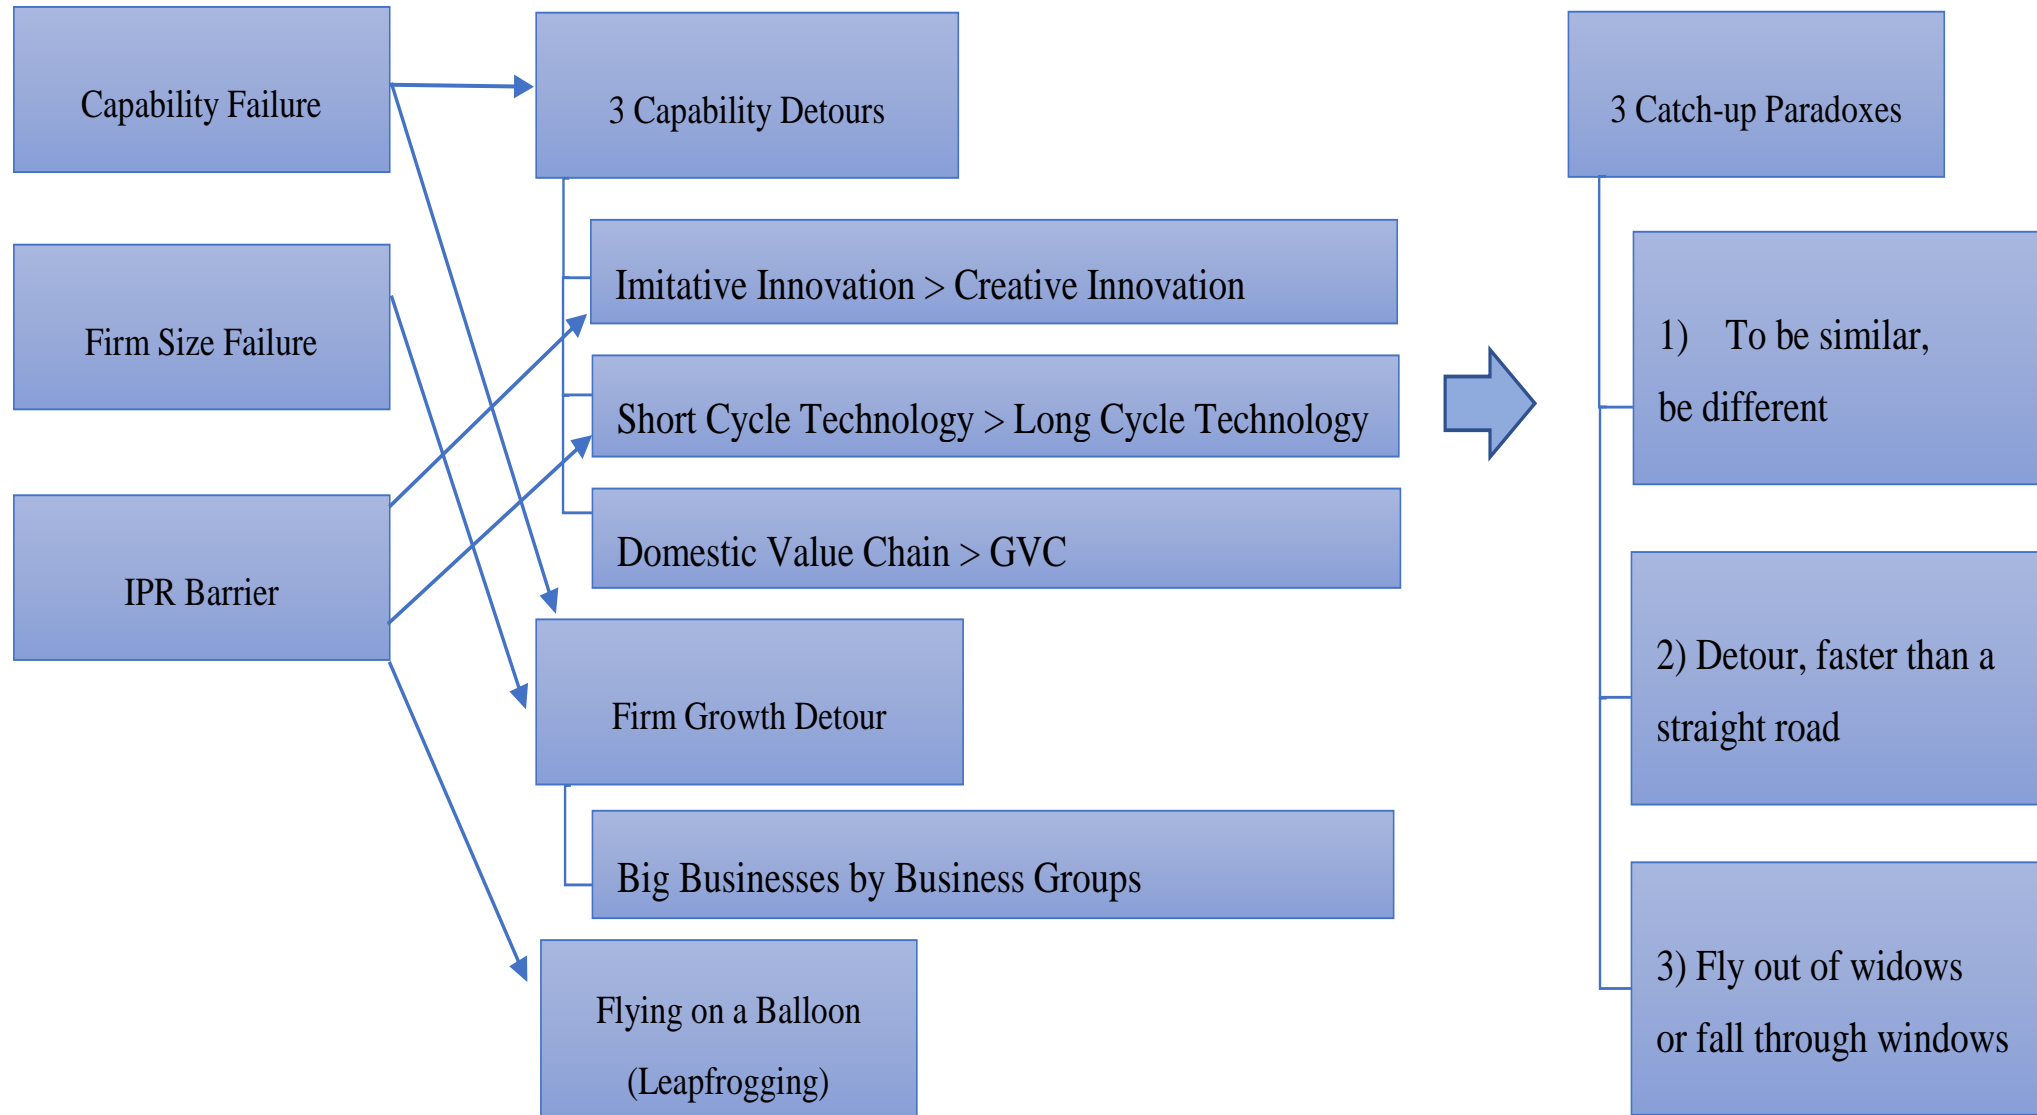 Capability Failure
Firm Size Failure
IPR Barrier
3 Capability Detours
Imitative Innovation > Creative Innovation
Short Cycle Technology > Long Cycle Technology
Domestic Value Chain > GVC
Firm Growth Detour
Big Businesses by Business Groups
Flying on a Balloon
(Leapfrogging)
3 Catch-up Paradoxes
1) To be similar,
be different
2) Detour, faster than a
straight road
3) Fly out of widows
or fall through windows